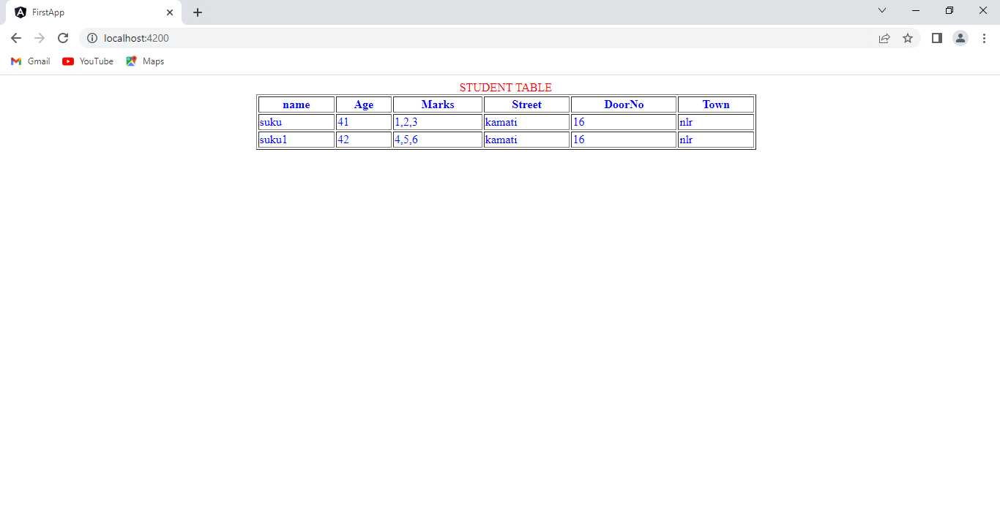 FirstApp
localhost:4200
Gmail YouTube Maps
STUDENT TABLE
name Age Marks Street DoorNo Town
suku 41 1,2,3 kamati 16 nlr
suku1 42 4,5,6 kamati 16 nlr